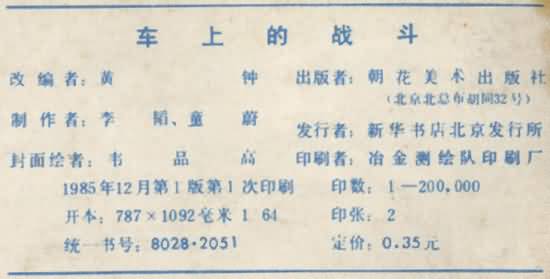 车上的战斗
改编者：黄 钟 出版者：朝花美术出版社
（北京北总布胡同32号）
制作者：李 韬、童 蔚
发行者：新华书店北京发行所
封面绘者：韦 品 高 印刷者：冶金测绘队印刷厂
1985年12月第1版第1次印刷 印数：1—200,000
开本：787×1092毫米 1 64 印张：2
统一书号：8028·2051 定价：0.35元